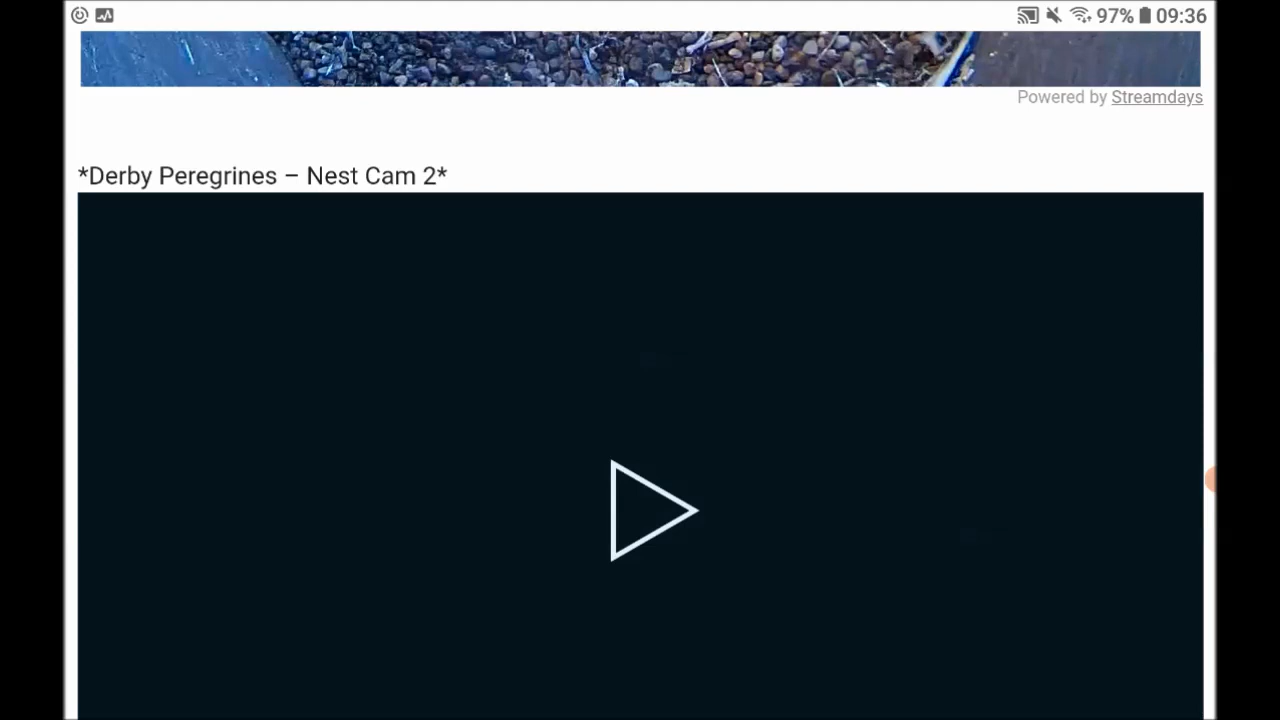 97% 09:36
Powered by Streamdays
*Derby Peregrines – Nest Cam 2*